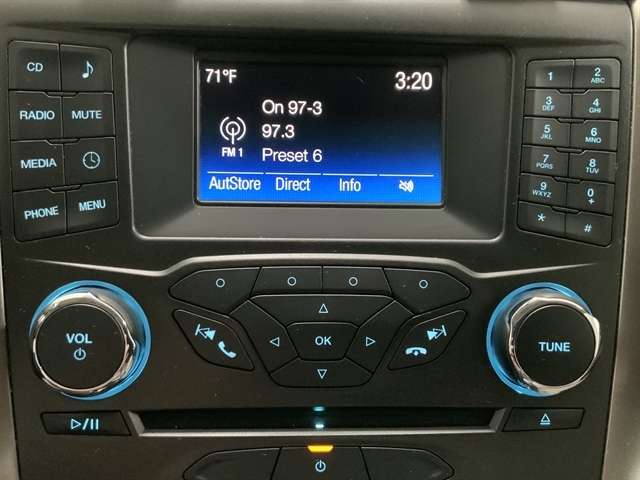 CD
RADIO MUTE
MEDIA
PHONE MENU
71°F 3:20
On 97-3
97.3
FM 1 Preset 6
AutStore Direct Info
1 2 ABC
3 DEF 4 GHI
5 JKL 6 MNO
7 PQRS 8 TUV
9 WXYZ 0 +
* #
VOL
OK
TUNE